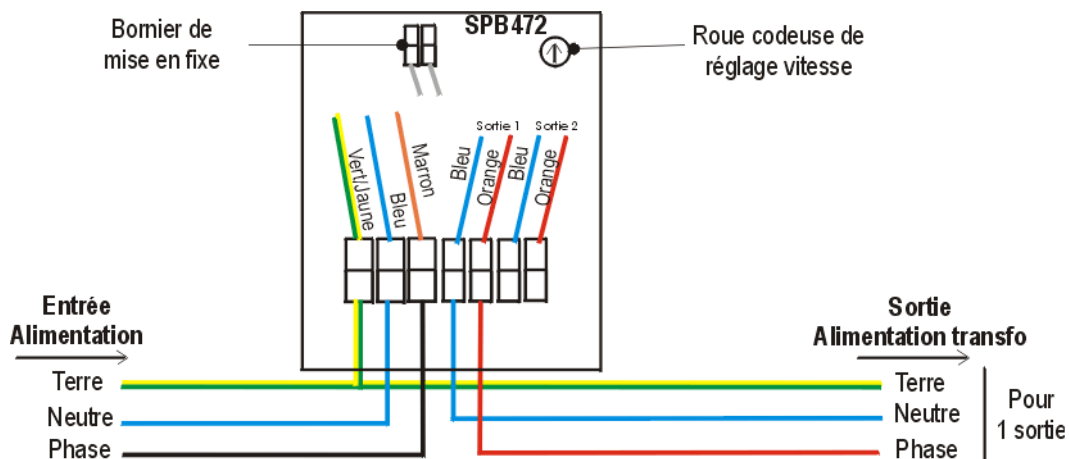 SPB472
Bornier de
mise en fixe
Roue codeuse de
réglage vitesse
Sortie 1
Sortie 2
Vert/Jaune
Bleu
Marron
Bleu
Orange
Bleu
Orange
Entrée
Alimentation
Terre
Neutre
Phase
Sortie
Alimentation transfo
Terre
Neutre
Phase
Pour
1 sortie